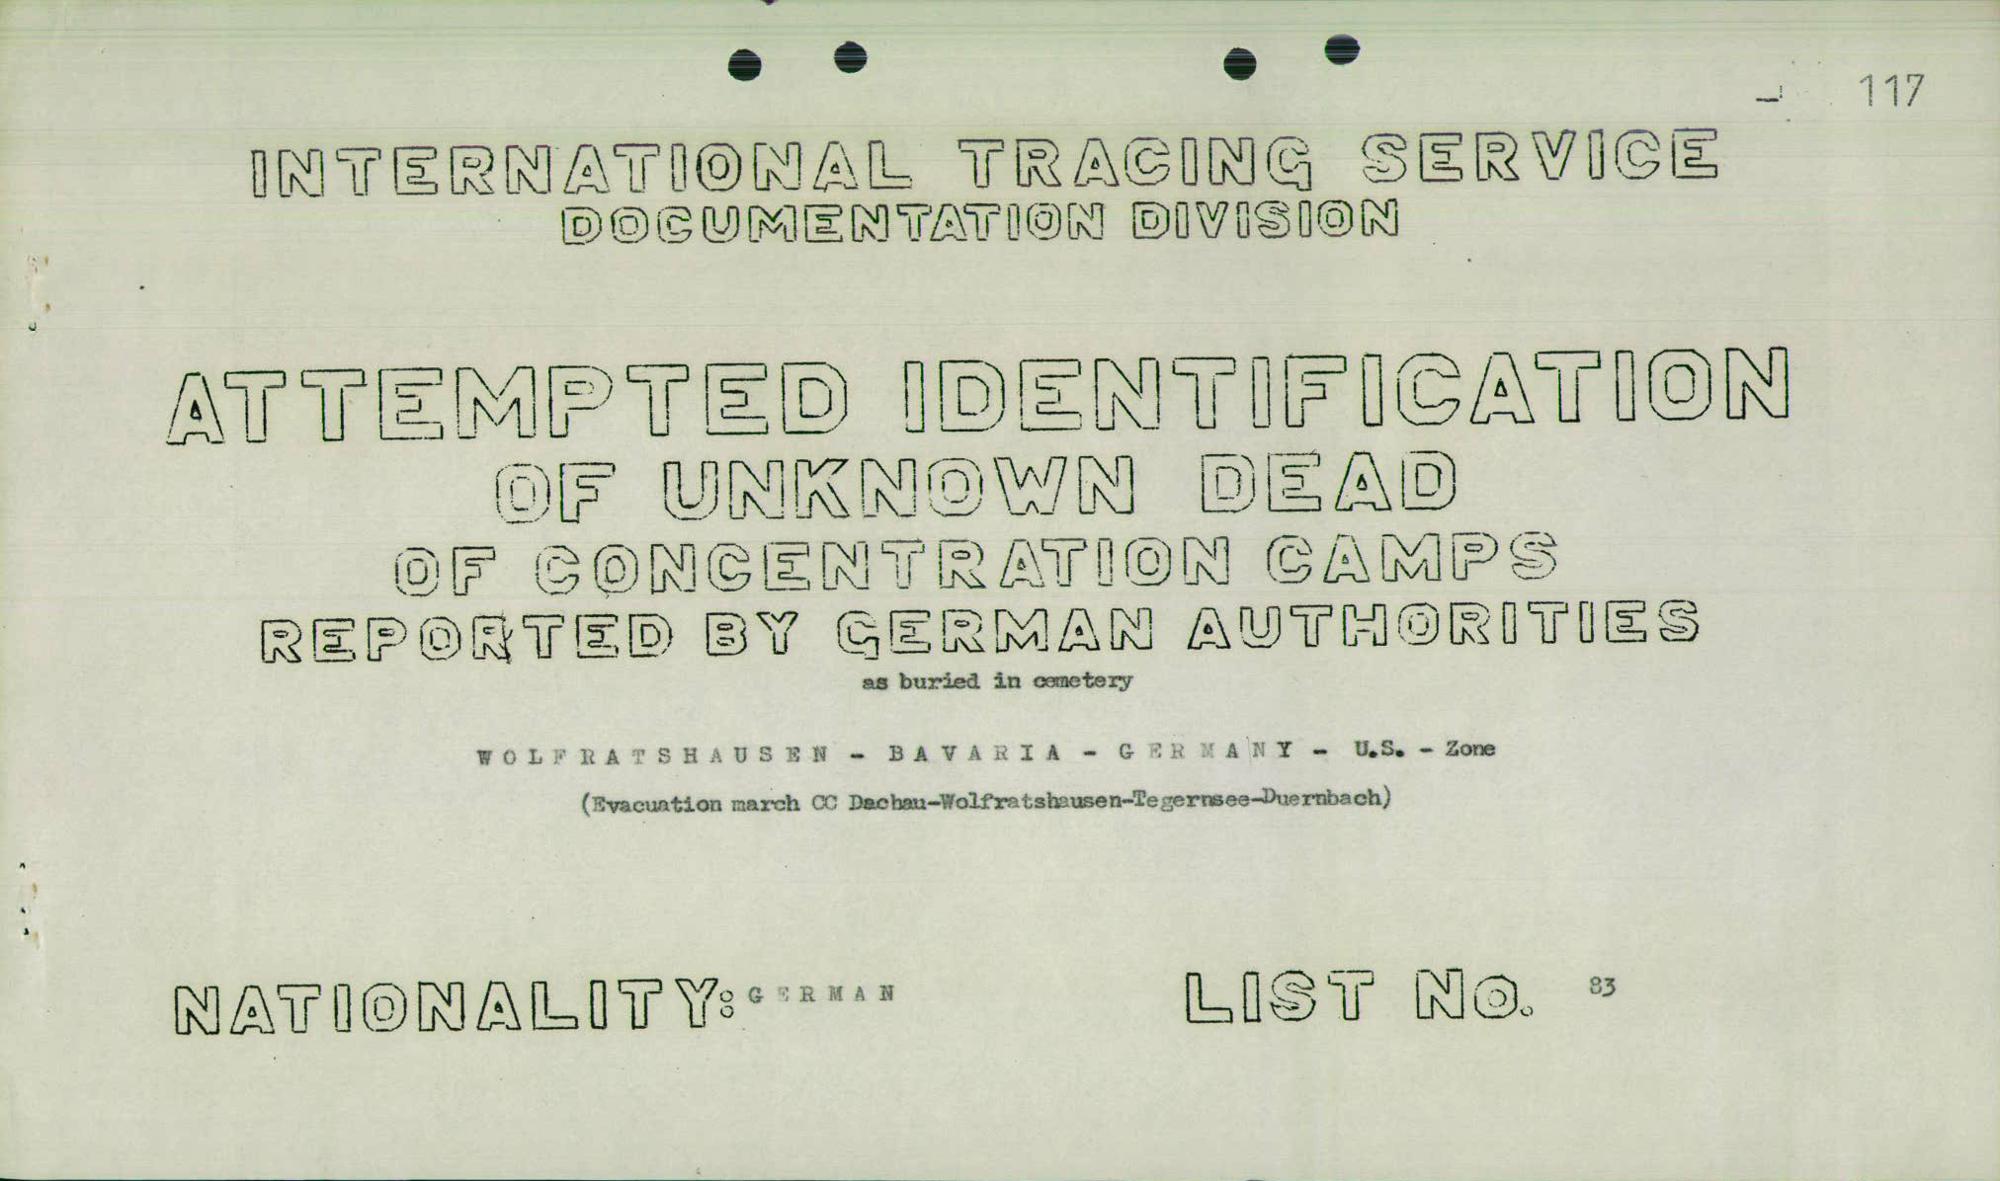 117
INTERNATIONAL TRACING SERVICE
DOCUMENTATION DIVISION
ATTEMPTED IDENTIFICATION
OF UNKNOWN DEAD
OF CONCENTRATION CAMPS
REPORTED BY GERMAN AUTHORITIES
as buried in cemetery
WOLFRATSHAUSEN - BAVARIA - GERMANY - U.S. - Zone
(Evacuation march CC Dachau-Wolfratshausen-Tegernsee-Duernbach)
NATIONALITY: GERMAN LIST No. 83